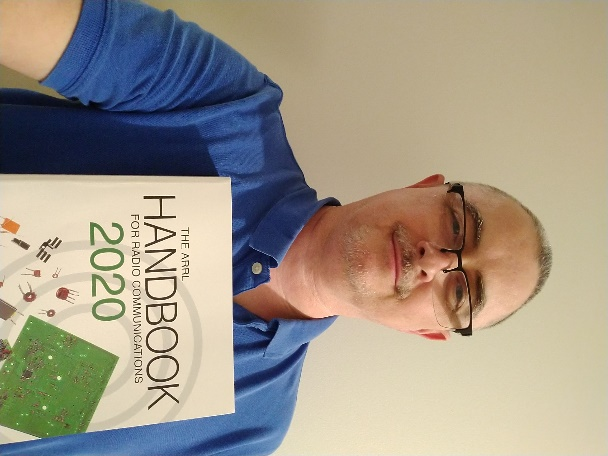 THE ARRL
HANDBOOK
FOR RADIO COMMUNICATIONS
2020